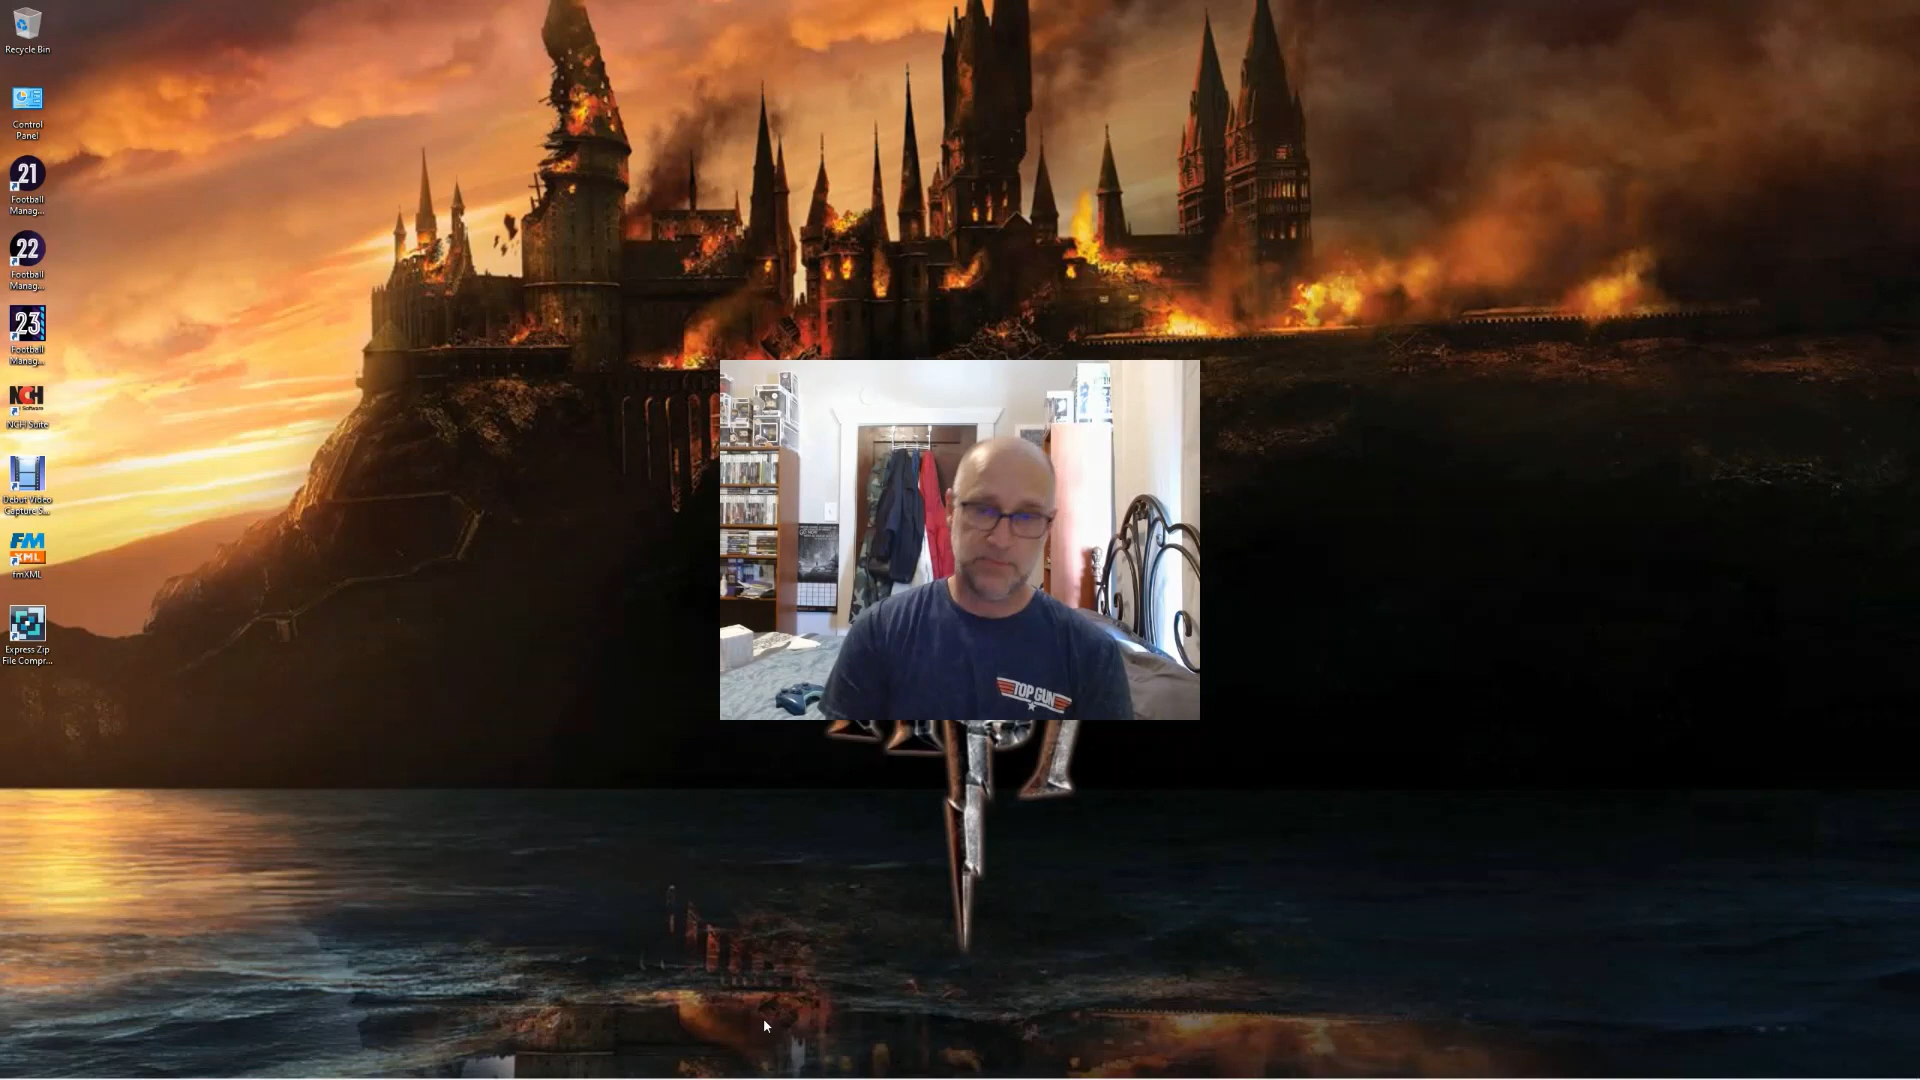 Recycle Bin
Control
Panel
21
Football
Manag...
22
Football
Manag...
23
Football
Manag...
NCH
Software
NCH Suite
Debut Video
Capture S...
FM
XML
fmXML
Express Zip
File Compr...
TOP GUN